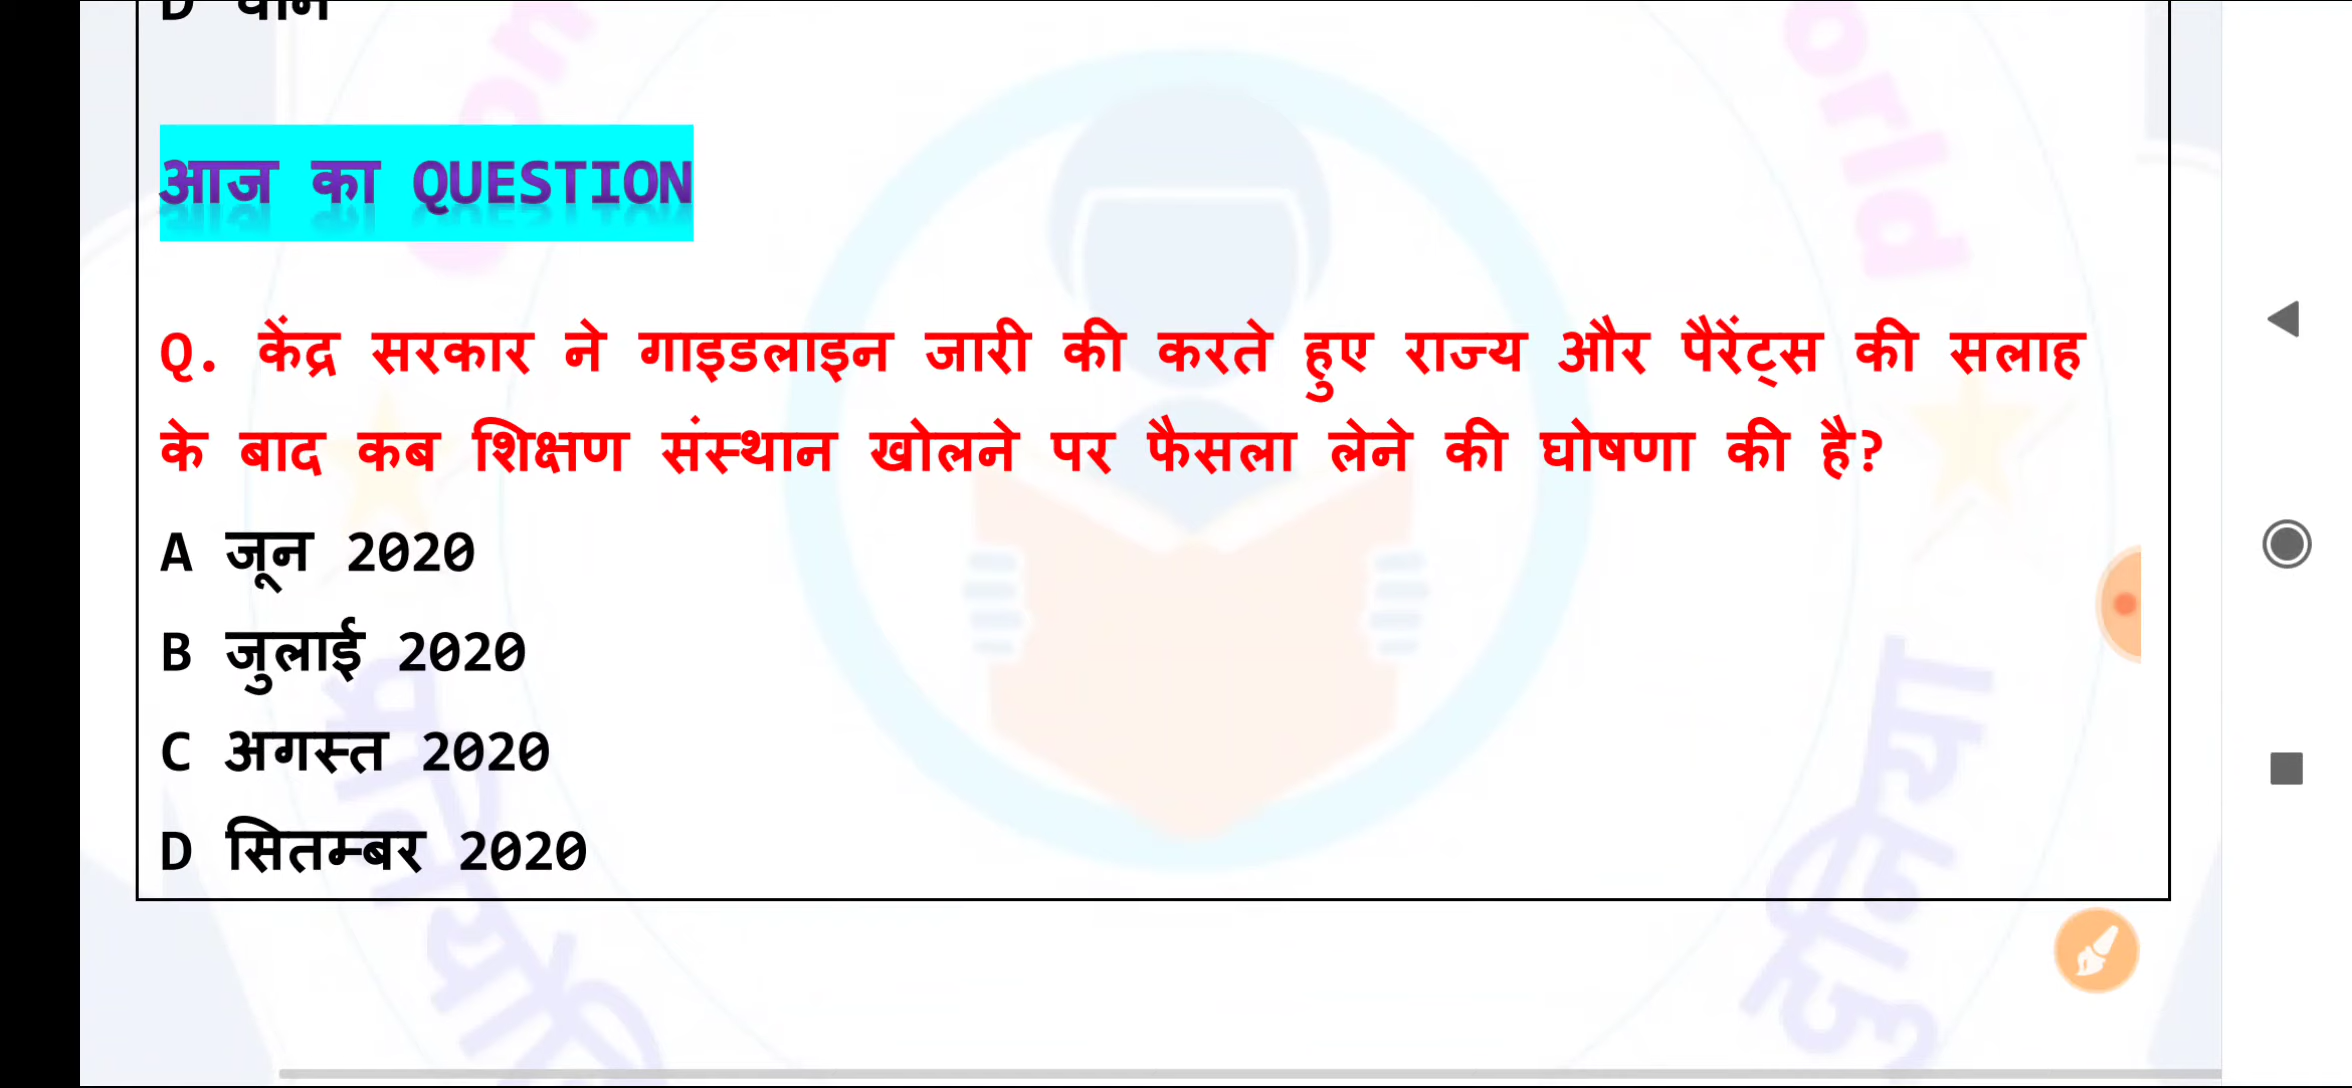 आज का QUESTION
Q. केंद्र सरकार ने गाइडलाइन जारी की करते हुए राज्य और पैरेंट्स की सलाह
के बाद कब शिक्षण संस्थान खोलने पर फैसला लेने की घोषणा की है?
A जून 2020
B जुलाई 2020
C अगस्त 2020
D सितम्बर 2020
दुनिया